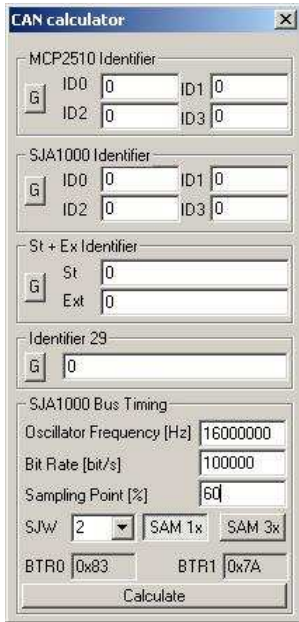 CAN calculator
MCP2510 Identifier
G ID0 0 ID1 0
ID2 0 ID3 0
SJA1000 Identifier
G ID0 0 ID1 0
ID2 0 ID3 0
St + Ex Identifier
G St 0
Ext 0
Identifier 29
G 0
SJA1000 Bus Timing
Oscillator Frequency [Hz] 16000000
Bit Rate [bit/s] 100000
Sampling Point [%] 60
SJW 2 SAM 1x SAM 3x
BTR0 0x83 BTR1 0x7A
Calculate